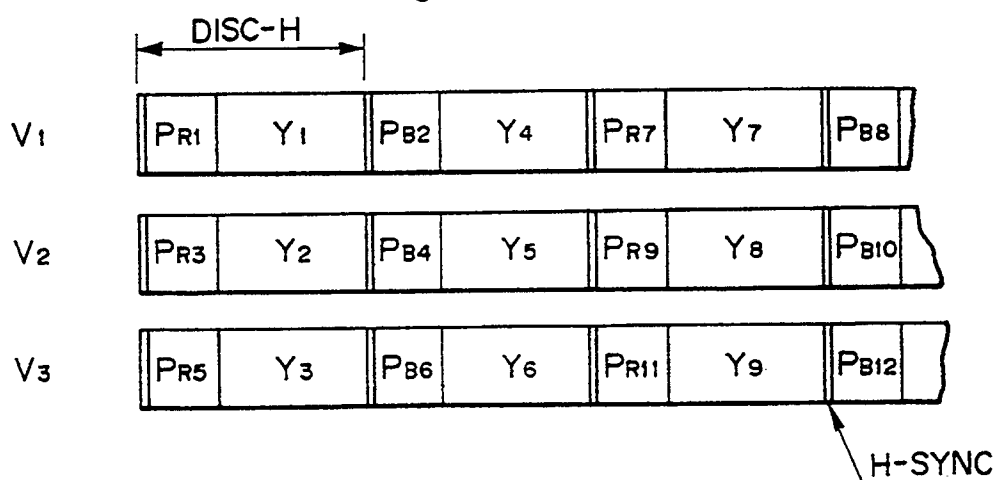 DISC-H
V1 PR1 Y1 PB2 Y4 PR7 Y7 PB8
V2 PR3 Y2 PB4 Y5 PR9 Y8 PB10
V3 PR5 Y3 PB6 Y6 PR11 Y9 PB12
H-SYNC